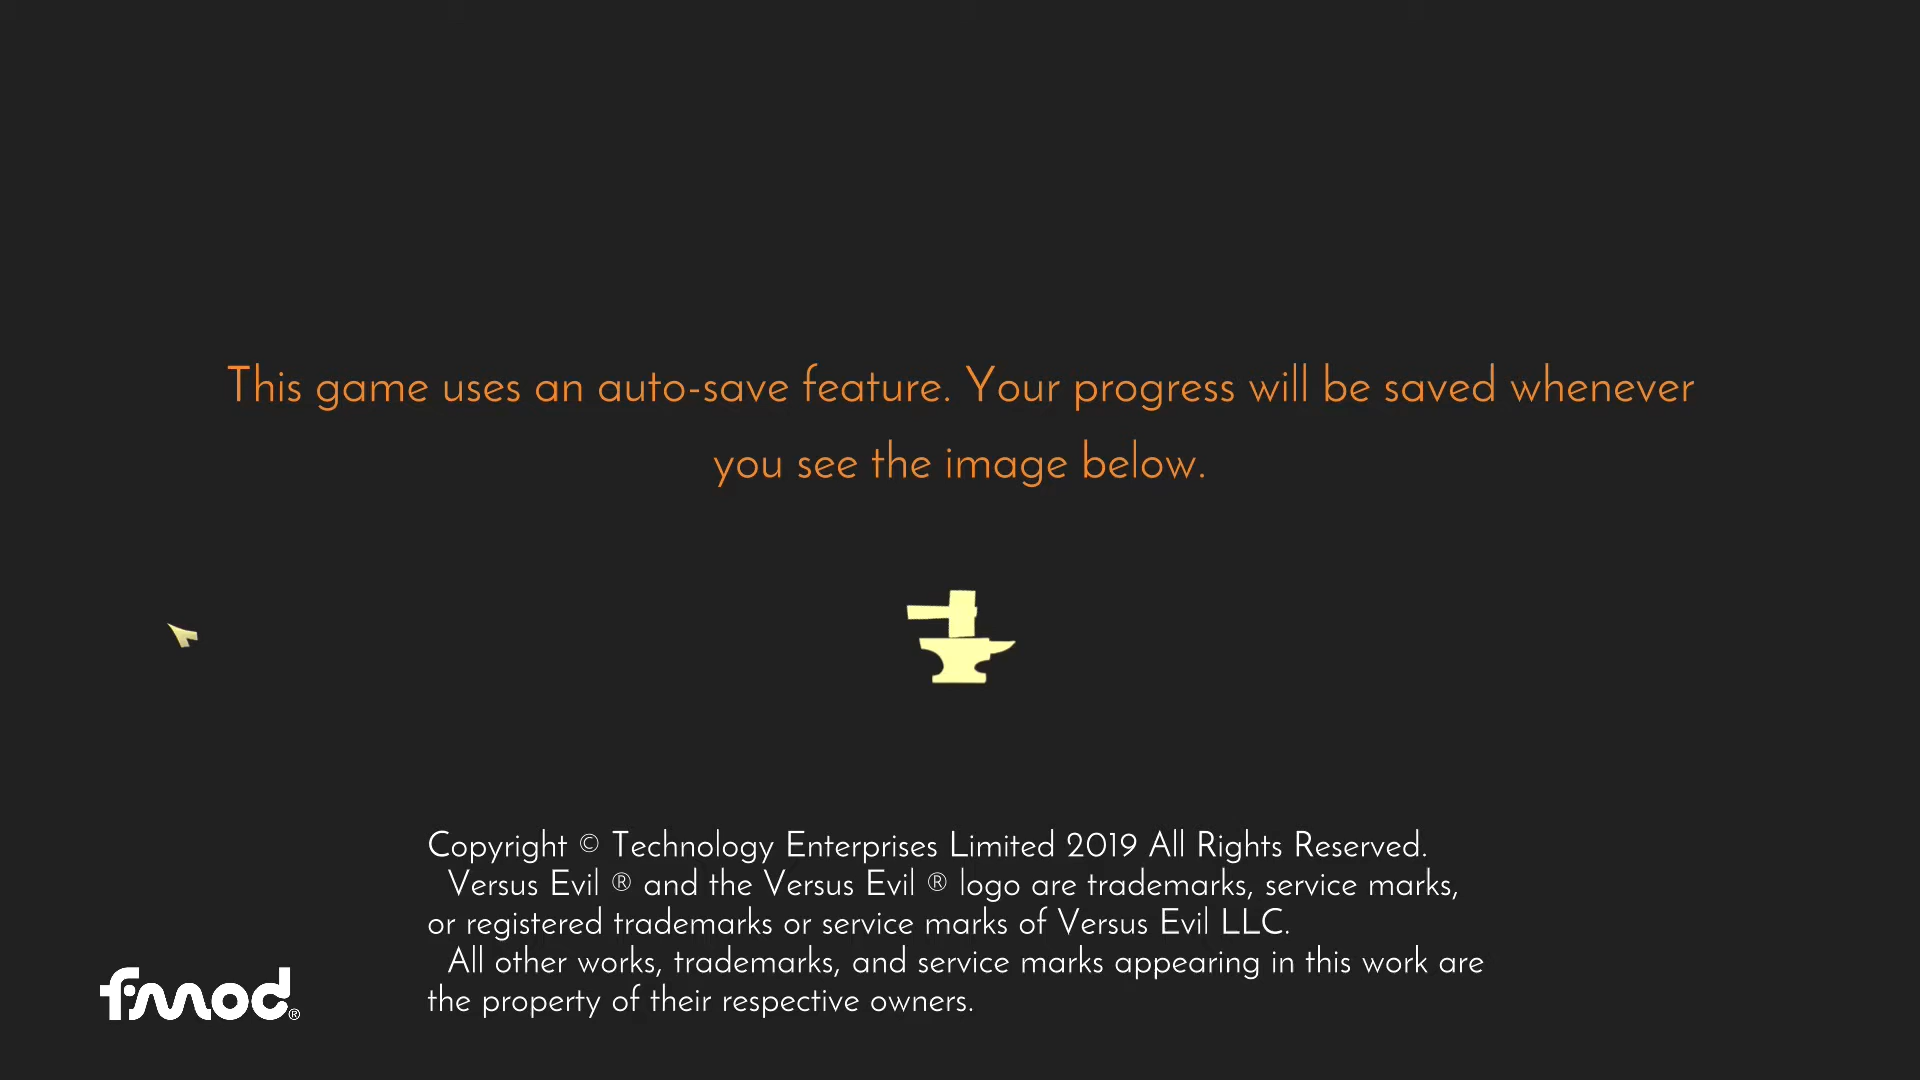 This game uses an auto-save feature. Your progress will be saved whenever
you see the image below.
Copyright © Technology Enterprises Limited 2019 All Rights Reserved.
Versus Evil ® and the Versus Evil ® logo are trademarks, service marks,
or registered trademarks or service marks of Versus Evil LLC.
All other works, trademarks, and service marks appearing in this work are
the property of their respective owners.
fmod®